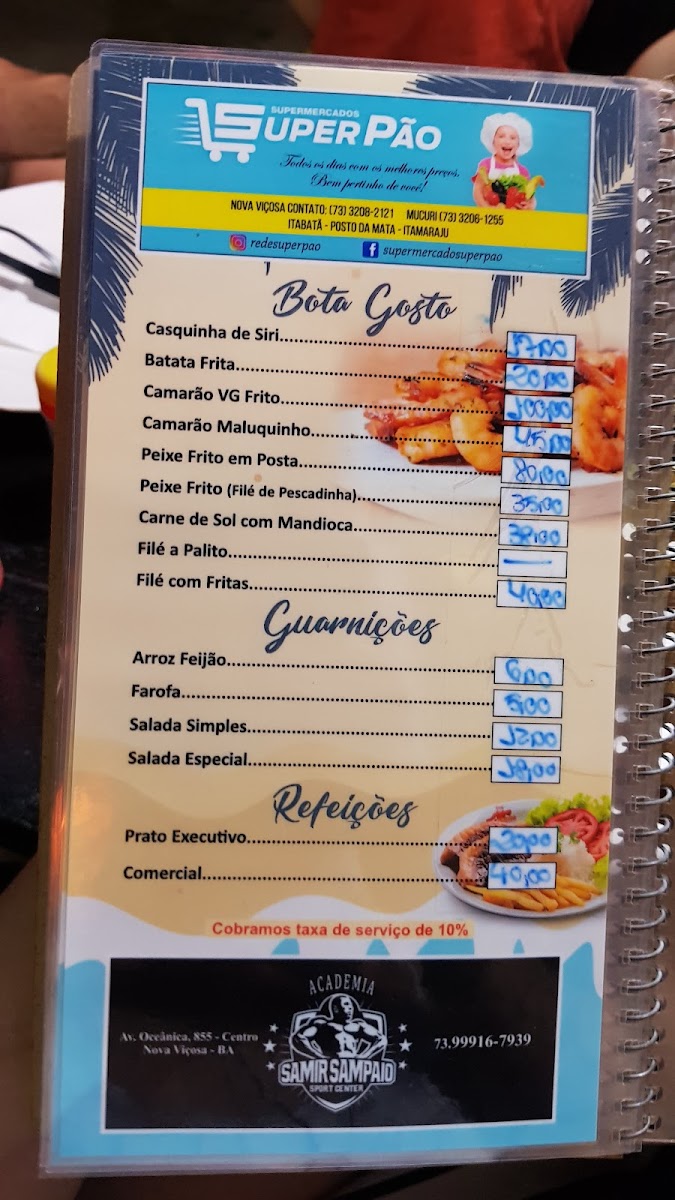 SUPERMERCADOS
SUPER PÃO
Todos os dias com os melhores preços.
Bem pertinho de você!
NOVA VIÇOSA CONTATO: (73) 3208-2121 MUCURI (73) 3206-1255
ITABATÃ - POSTO DA MATA - ITAMARAJU
redesuperpao supermercadosuperpao
Bota Gosto
Casquinha de Siri 17,00
Batata Frita 20,00
Camarão VG Frito 100,00
Camarão Maluquinho 45,00
Peixe Frito em Posta 80,00
Peixe Frito (Filé de Pescadinha) 35,00
Carne de Sol com Mandioca 38,00
Filé a Palito —
Filé com Fritas 40,00
Guarnições
Arroz Feijão 6,00
Farofa 5,00
Salada Simples 12,00
Salada Especial 18,00
Refeições
Prato Executivo 20,00
Comercial 40,00
Cobramos taxa de serviço de 10%
ACADEMIA
SAMIR SAMPAIO
SPORT CENTER
Av. Oceânica, 855 - Centro
Nova Viçosa - BA
73.99916-7939